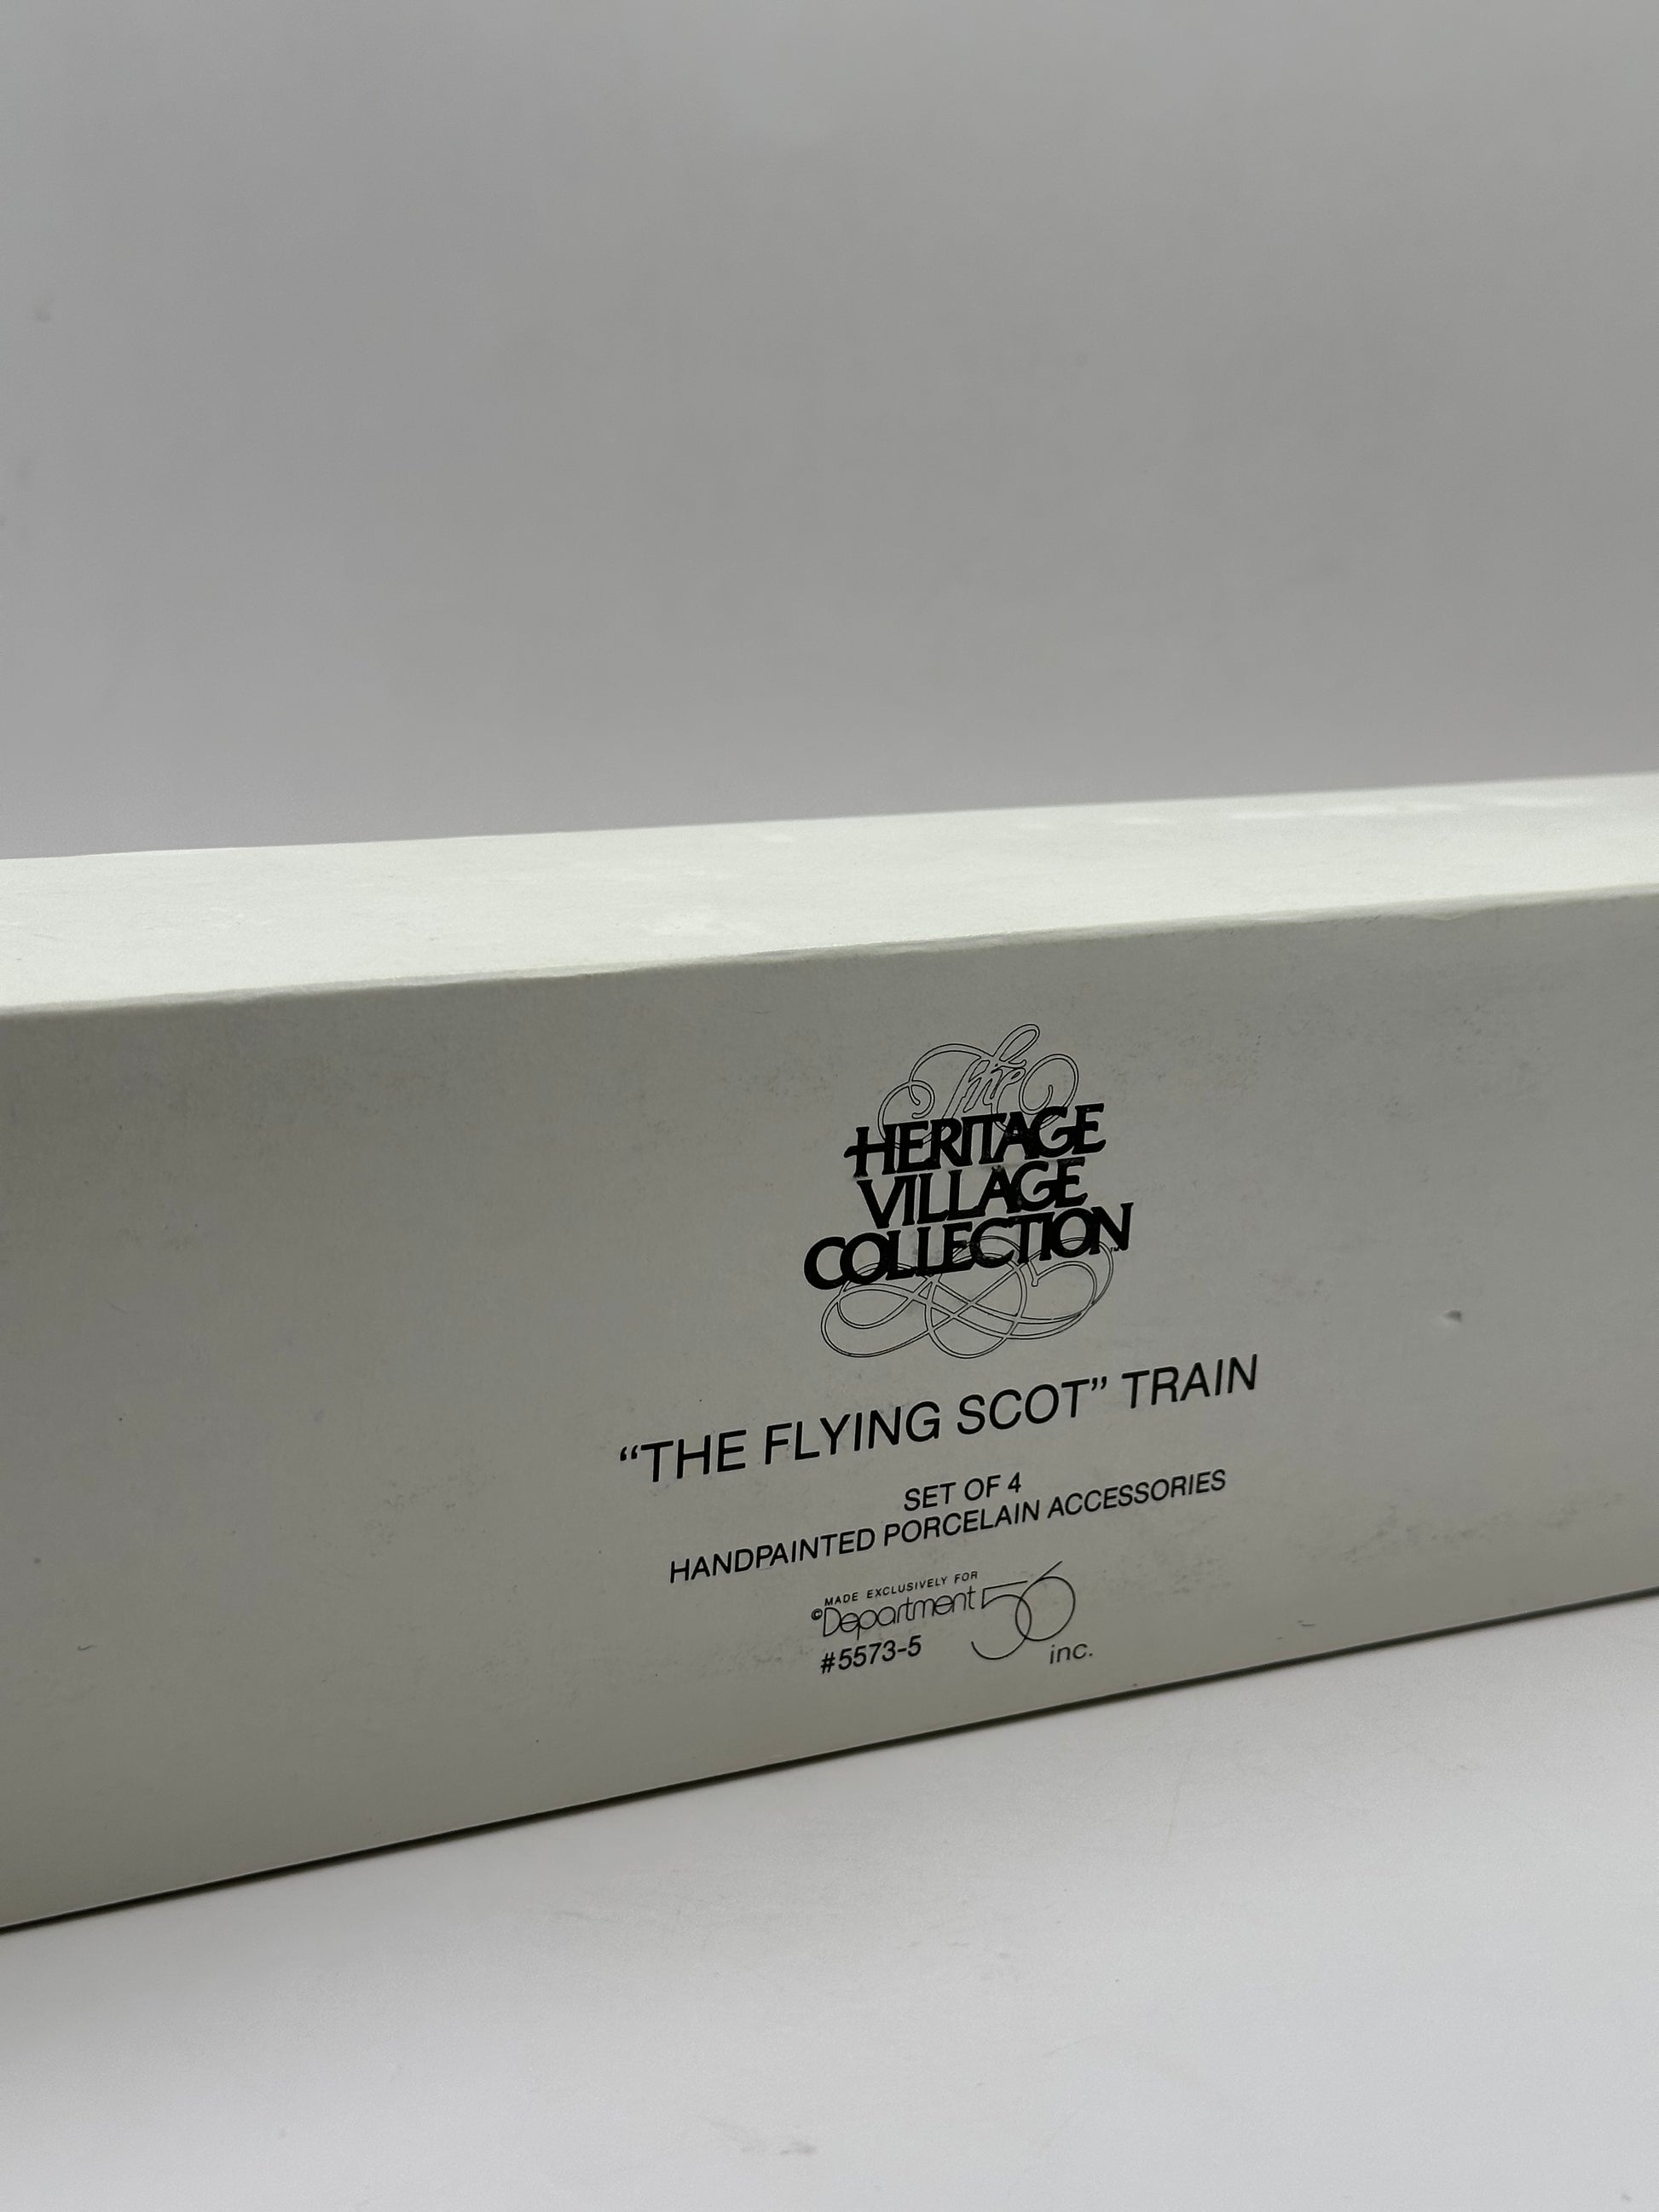 The
HERITAGE
VILLAGE
COLLECTION™
“THE FLYING SCOT” TRAIN
SET OF 4
HANDPAINTED PORCELAIN ACCESSORIES
MADE EXCLUSIVELY FOR
©Department 56
#5573-5 inc.